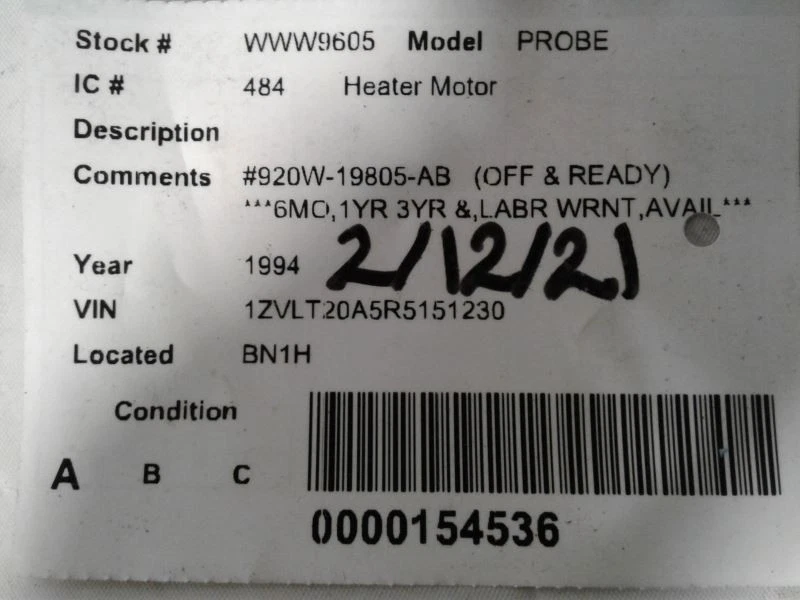 Stock # WWW9605 Model PROBE
IC # 484 Heater Motor
Description
Comments #920W-19805-AB (OFF & READY)
***6MO,1YR 3YR &,LABR WRNT,AVAIL***
2/12/21
Year 1994
VIN 1ZVLT20A5R5151230
Located BN1H
Condition
A B C
0000154536